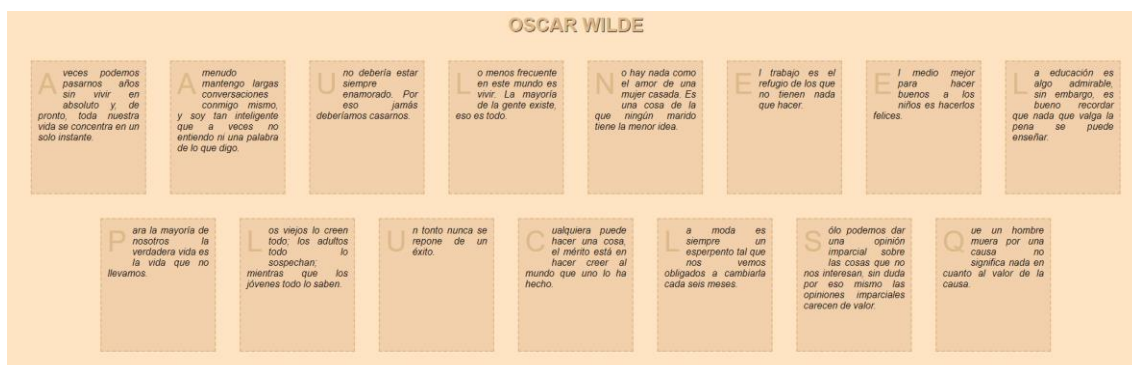 OSCAR WILDE
A veces podemos
pasarnos años
sin vivir en
absoluto y, de
pronto, toda nuestra
vida se concentra en un
solo instante.
A menudo
mantengo largas
conversaciones
conmigo mismo,
y soy tan inteligente
que a veces no
entiendo ni una palabra
de lo que digo.
Uno debería estar
siempre
enamorado. Por
eso jamás
deberíamos casarnos.
Lo menos frecuente
en este mundo es
vivir. La mayoría
de la gente existe,
eso es todo.
No hay nada como
el amor de una
mujer casada. Es
una cosa de la
que ningún marido
tiene la menor idea.
El trabajo es el
refugio de los que
no tienen nada
que hacer.
El medio mejor
para hacer
buenos a los
niños es hacerlos
felices.
La educación es
algo admirable,
sin embargo, es
bueno recordar
que nada que valga la
pena se puede
enseñar.
Para la mayoría de
nosotros la
verdadera vida es
la vida que no
llevamos.
Los viejos lo creen
todo; los adultos
todo lo
sospechan;
mientras que los
jóvenes todo lo saben.
Un tonto nunca se
repone de un
éxito.
Cualquiera puede
hacer una cosa,
el mérito está en
hacer creer al
mundo que uno lo ha
hecho.
La moda es
siempre un
esperpento tal que
nos vemos
obligados a cambiarla
cada seis meses.
Sólo podemos dar
una opinión
imparcial sobre
las cosas que no
nos interesan, sin duda
por eso mismo las
opiniones imparciales
carecen de valor.
Que un hombre
muera por una
causa no
significa nada en
cuanto al valor de la
causa.